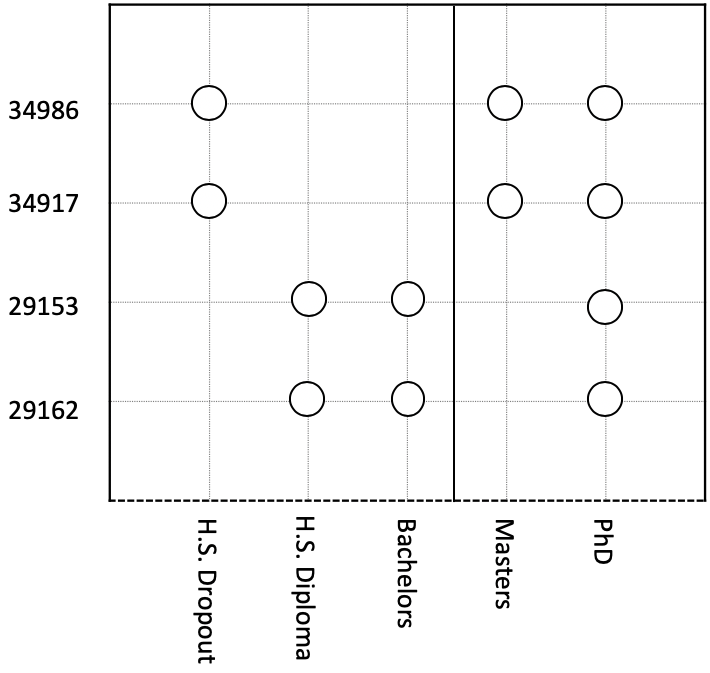 34986
34917
29153
29162
H.S. Dropout
H.S. Diploma
Bachelors
Masters
PhD